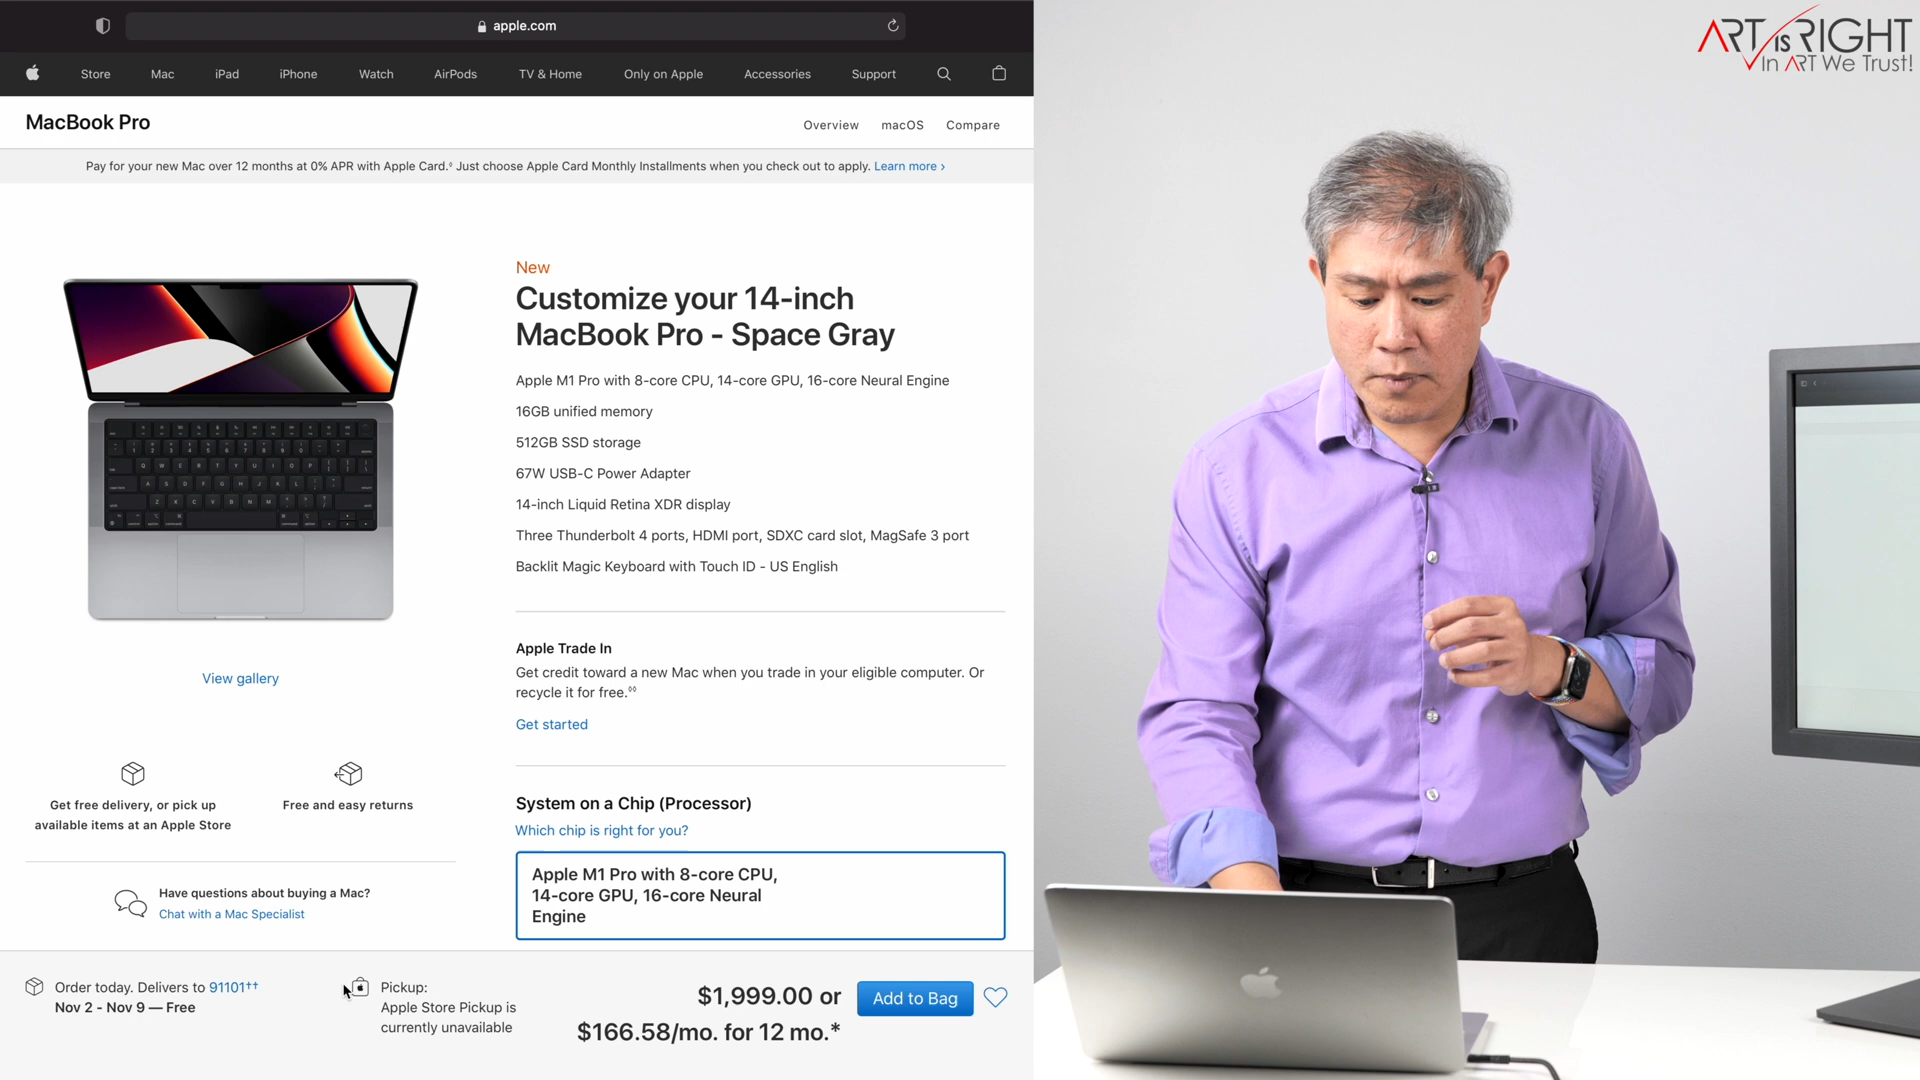 apple.com
Store Mac iPad iPhone Watch AirPods TV & Home Only on Apple Accessories Support
MacBook Pro
Overview macOS Compare
Pay for your new Mac over 12 months at 0% APR with Apple Card.◊ Just choose Apple Card Monthly Installments when you check out to apply. Learn more ›
New
Customize your 14-inch
MacBook Pro - Space Gray
Apple M1 Pro with 8-core CPU, 14-core GPU, 16-core Neural Engine
16GB unified memory
512GB SSD storage
67W USB-C Power Adapter
14-inch Liquid Retina XDR display
Three Thunderbolt 4 ports, HDMI port, SDXC card slot, MagSafe 3 port
Backlit Magic Keyboard with Touch ID - US English
View gallery
Apple Trade In
Get credit toward a new Mac when you trade in your eligible computer. Or
recycle it for free.◊◊
Get started
Get free delivery, or pick up
available items at an Apple Store
Free and easy returns
System on a Chip (Processor)
Which chip is right for you?
Apple M1 Pro with 8-core CPU,
14-core GPU, 16-core Neural
Engine
Have questions about buying a Mac?
Chat with a Mac Specialist
Order today. Delivers to 91101††
Nov 2 - Nov 9 — Free
Pickup:
Apple Store Pickup is
currently unavailable
$1,999.00 or
$166.58/mo. for 12 mo.*
Add to Bag
ART is RIGHT
In ART We Trust!